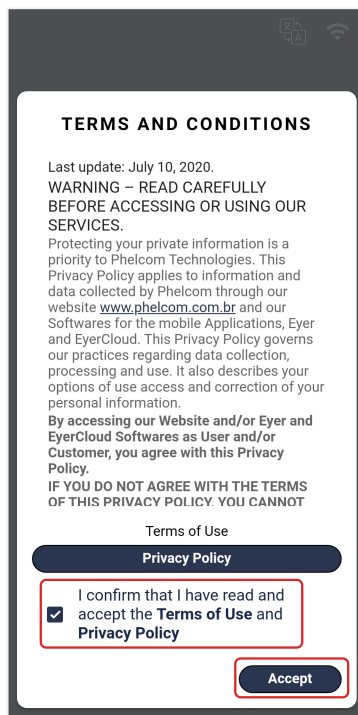 TERMS AND CONDITIONS
Last update: July 10, 2020.
WARNING – READ CAREFULLY
BEFORE ACCESSING OR USING OUR
SERVICES.
Protecting your private information is a
priority to Phelcom Technologies. This
Privacy Policy applies to information and
data collected by Phelcom through our
website www.phelcom.com.br and our
Softwares for the mobile Applications, Eyer
and EyerCloud. This Privacy Policy governs
our practices regarding data collection,
processing and use. It also describes your
options of use access and correction of your
personal information.
By accessing our Website and/or Eyer and
EyerCloud Softwares as User and/or
Customer, you agree with this Privacy
Policy.
IF YOU DO NOT AGREE WITH THE TERMS
OF THIS PRIVACY POLICY, YOU CANNOT
Terms of Use
Privacy Policy
I confirm that I have read and
accept the Terms of Use and
Privacy Policy
Accept